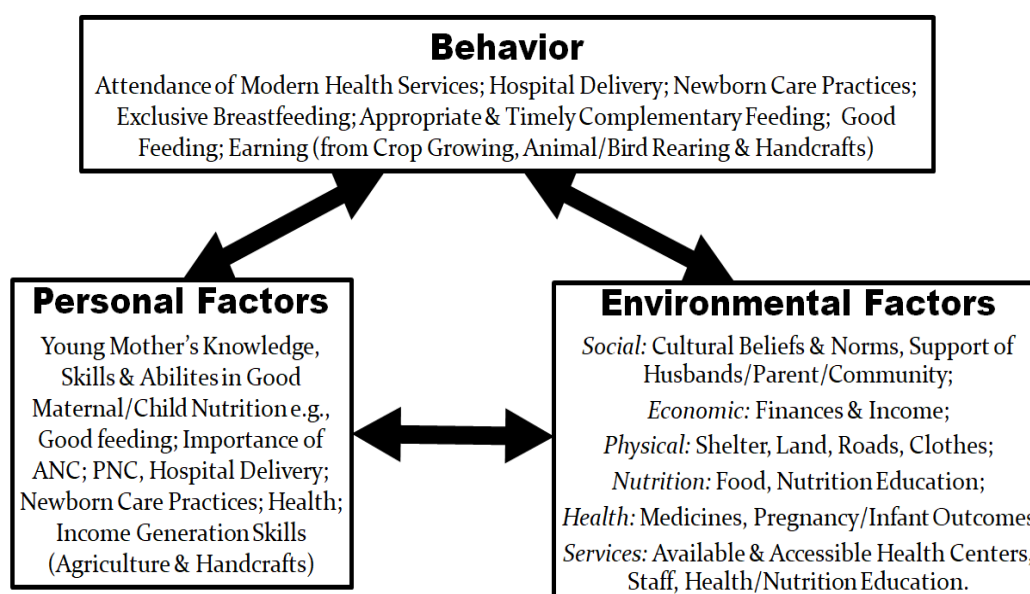 Behavior
Attendance of Modern Health Services; Hospital Delivery; Newborn Care Practices;
Exclusive Breastfeeding; Appropriate & Timely Complementary Feeding; Good
Feeding; Earning (from Crop Growing, Animal/Bird Rearing & Handcrafts)
Personal Factors
Young Mother's Knowledge,
Skills & Abilites in Good
Maternal/Child Nutrition e.g.,
Good feeding; Importance of
ANC; PNC, Hospital Delivery;
Newborn Care Practices; Health;
Income Generation Skills
(Agriculture & Handcrafts)
Environmental Factors
Social: Cultural Beliefs & Norms, Support of
Husbands/Parent/Community;
Economic: Finances & Income;
Physical: Shelter, Land, Roads, Clothes;
Nutrition: Food, Nutrition Education;
Health: Medicines, Pregnancy/Infant Outcomes
Services: Available & Accessible Health Centers,
Staff, Health/Nutrition Education.